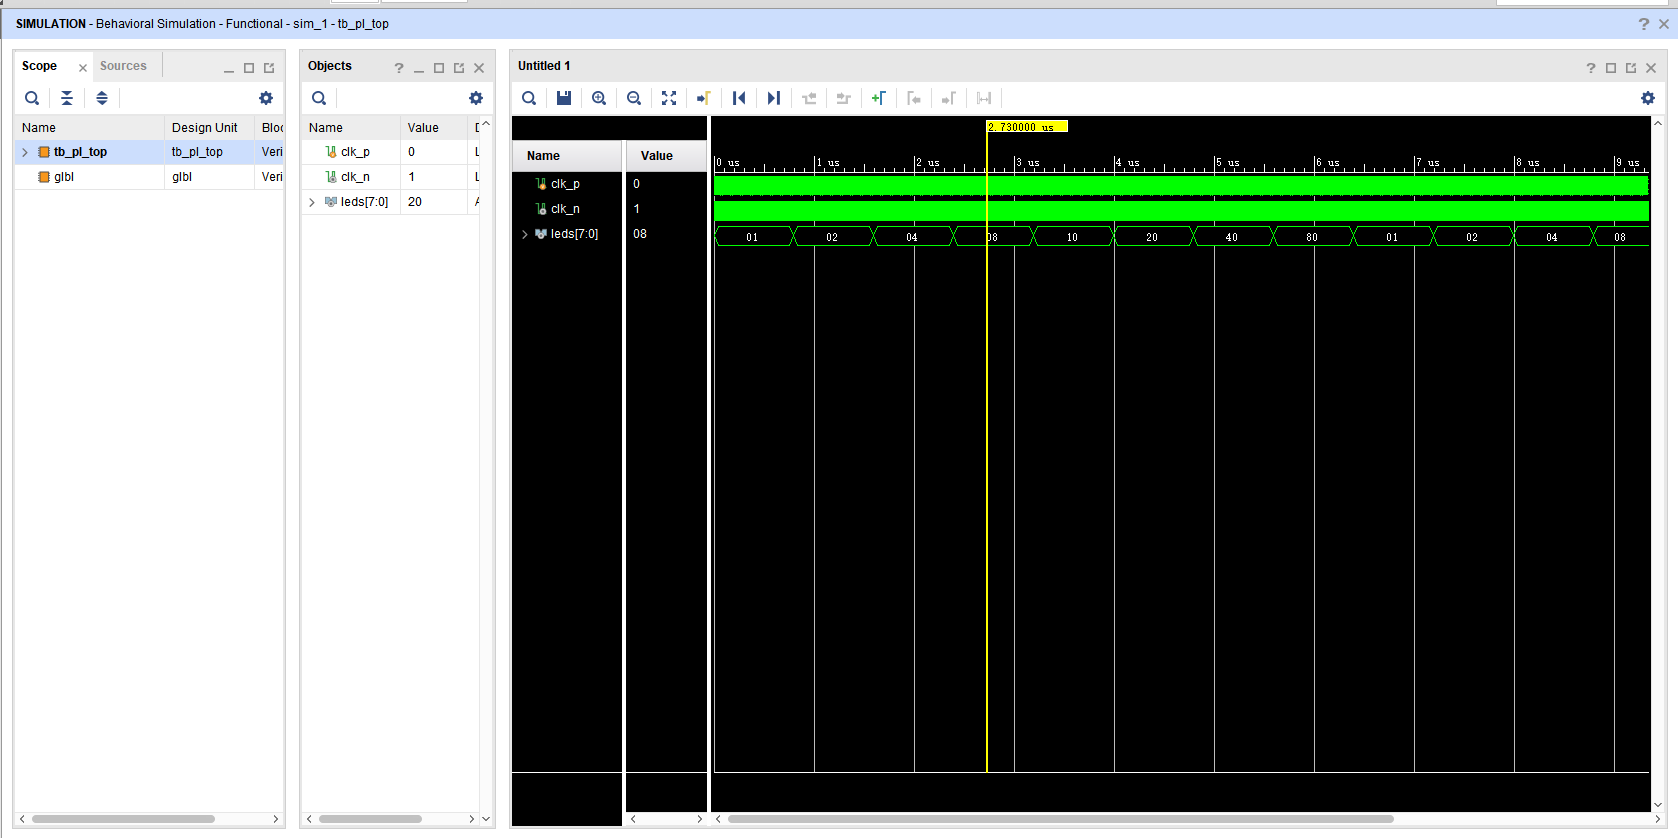 SIMULATION - Behavioral Simulation - Functional - sim_1 - tb_pl_top
Scope
Sources
Name Design Unit Bloc
tb_pl_top tb_pl_top Veri
glbl glbl Veri
Objects
Name Value D
clk_p 0 L
clk_n 1 L
leds[7:0] 20 A
Untitled 1
2.730000 us
Name Value
0 us 1 us 2 us 3 us 4 us 5 us 6 us 7 us 8 us 9 us
clk_p 0
clk_n 1
leds[7:0] 08 01 02 04 08 10 20 40 80 01 02 04 08